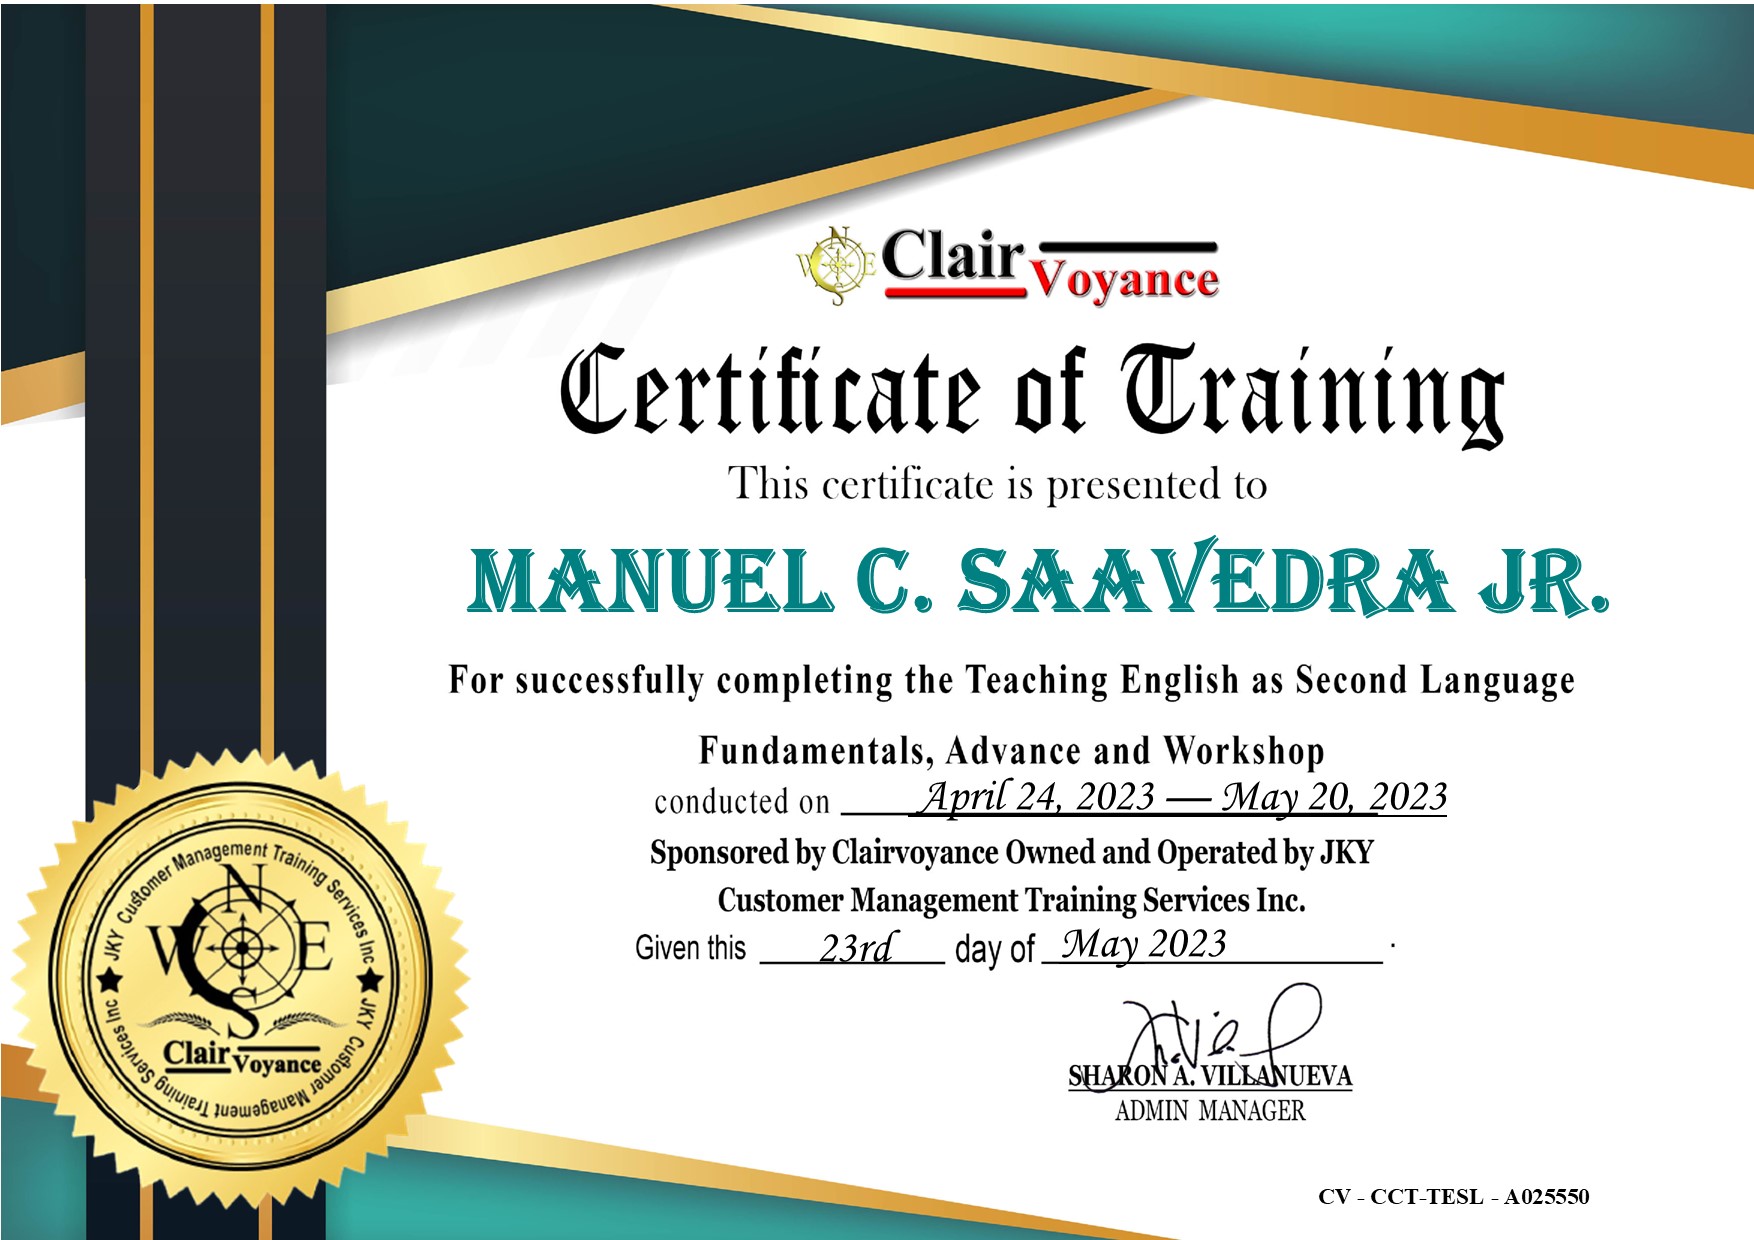 Clair Voyance
Certificate of Training
This certificate is presented to
MANUEL C. SAAVEDRA JR.
For successfully completing the Teaching English as Second Language
Fundamentals, Advance and Workshop
conducted on April 24, 2023 — May 20, 2023
Sponsored by Clairvoyance Owned and Operated by JKY
Customer Management Training Services Inc.
Given this 23rd day of May 2023.
SHARON A. VILLANUEVA
ADMIN MANAGER
CV - CCT-TESL - A025550
JKY Customer Management Training Services Inc
N
W E
S
Clair Voyance
JKY Customer Management Training Services Inc